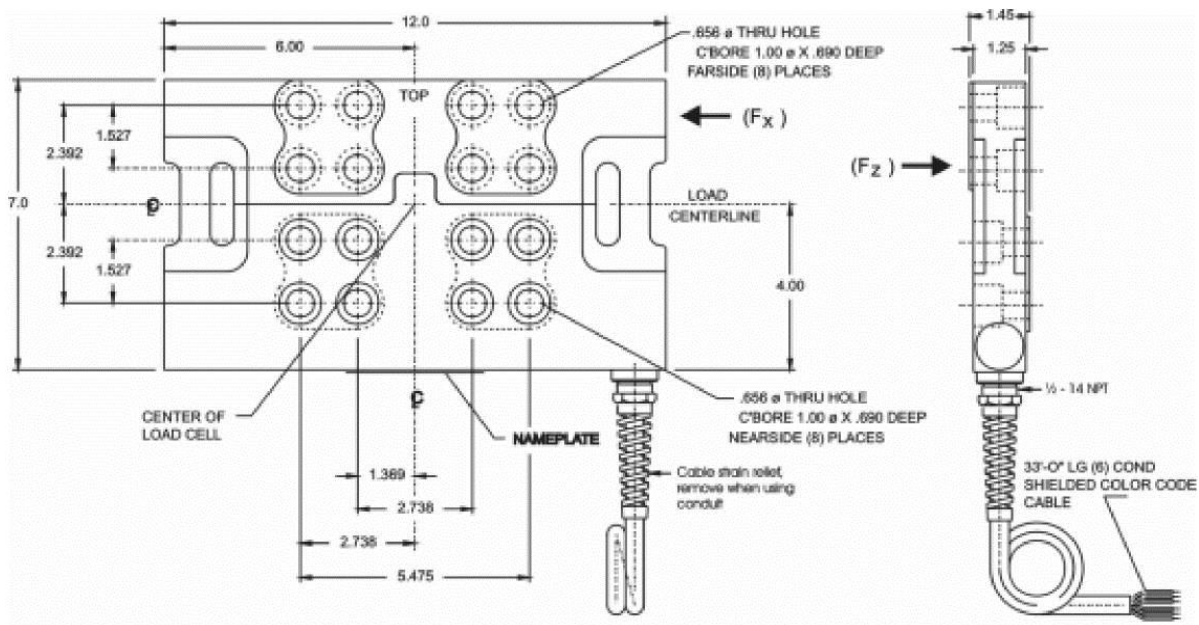 12.0
1.45
6.00
1.25
.656 ø THRU HOLE
C'BORE 1.00 ø X .690 DEEP
FARSIDE (8) PLACES
TOP
(Fx)
1.527
2.392
(Fz)
7.0
LOAD
CENTERLINE
2.392
1.527
4.00
.656 ø THRU HOLE
C'BORE 1.00 ø X .690 DEEP
NEARSIDE (8) PLACES
½ - 14 NPT
CENTER OF
LOAD CELL
NAMEPLATE
1.369
Cable strain relief,
remove when using
conduit
33'-O" LG (6) COND
SHIELDED COLOR CODE
CABLE
2.738
2.738
5.475